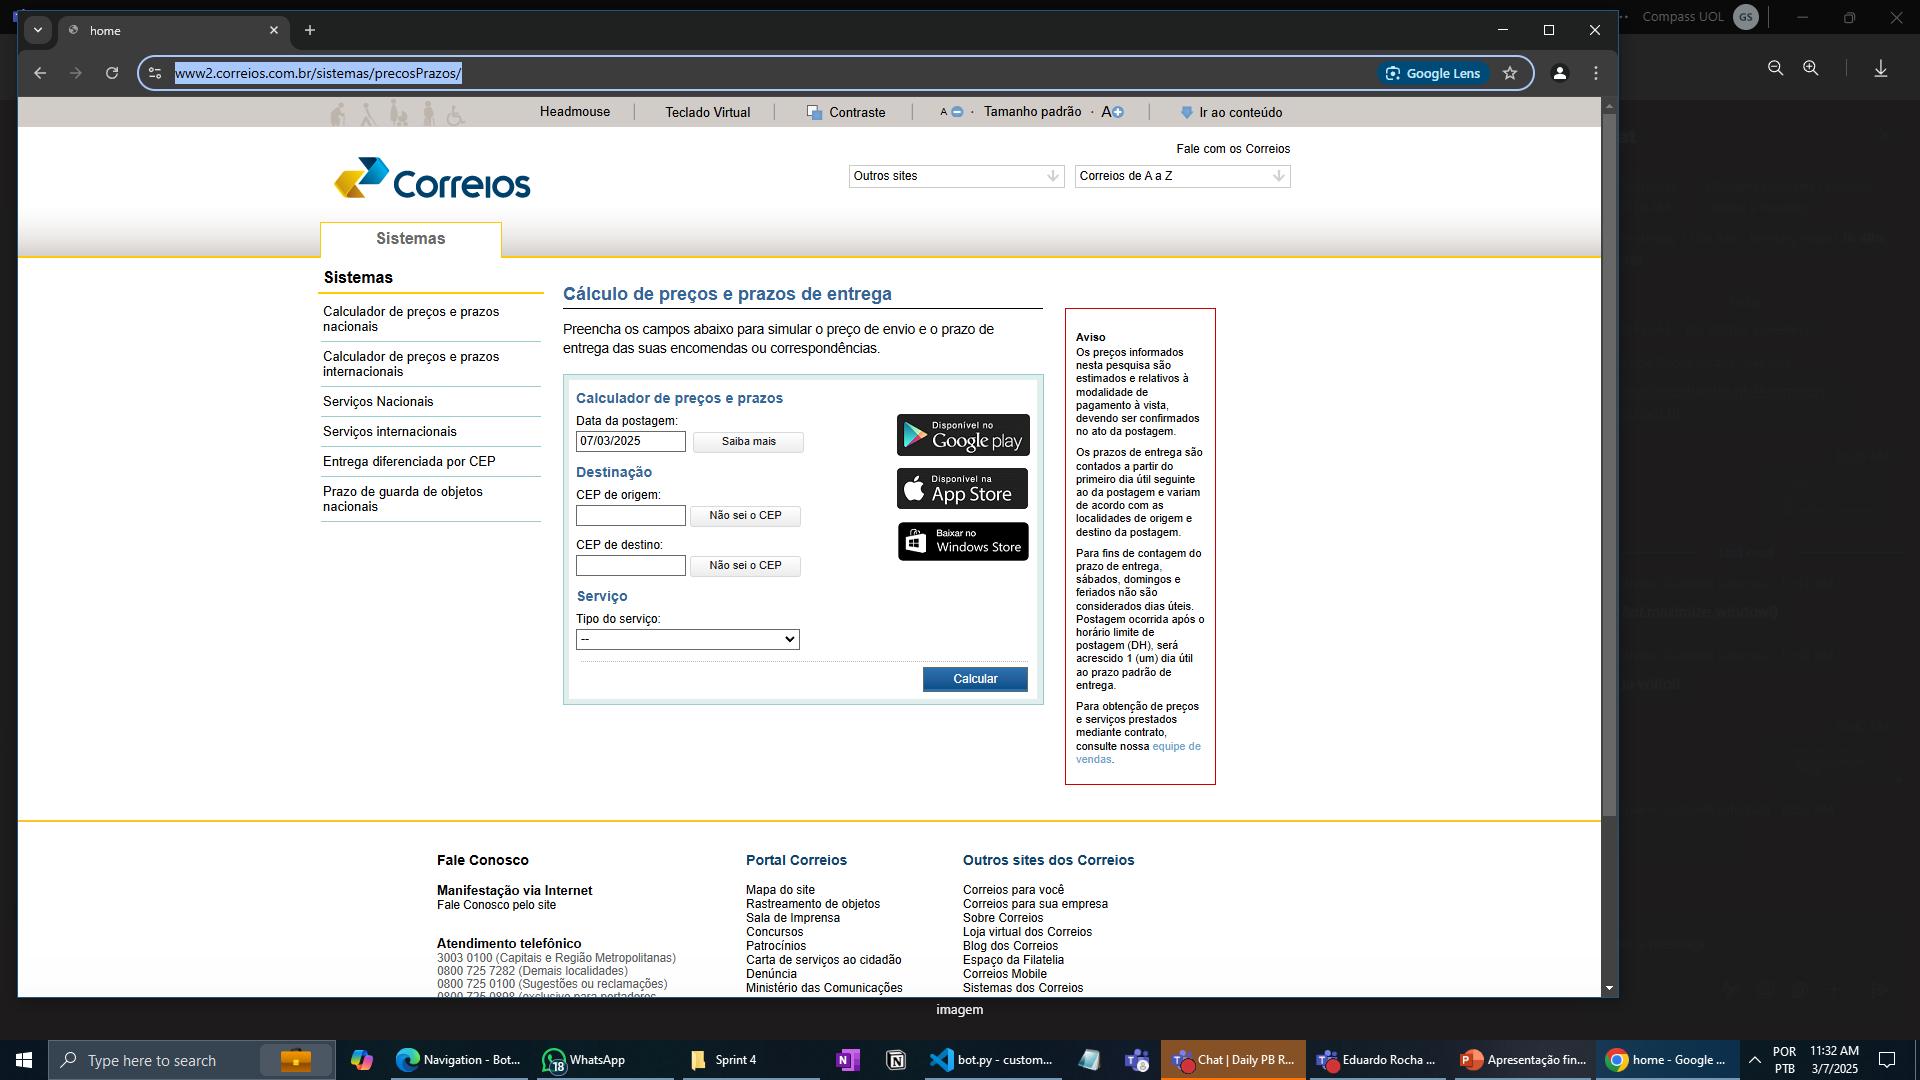 Compass UOL
GS
home
www2.correios.com.br/sistemas/precosPrazos/
Google Lens
Headmouse
Teclado Virtual
Contraste
A
Tamanho padrão
A
Ir ao conteúdo
Fale com os Correios
Correios
Outros sites
Correios de A a Z
Sistemas
Sistemas
Calculador de preços e prazos
nacionais
Calculador de preços e prazos
internacionais
Serviços Nacionais
Serviços internacionais
Entrega diferenciada por CEP
Prazo de guarda de objetos
nacionais
Cálculo de preços e prazos de entrega
Preencha os campos abaixo para simular o preço de envio e o prazo de
entrega das suas encomendas ou correspondências.
Calculador de preços e prazos
Data da postagem:
07/03/2025
Saiba mais
Destinação
CEP de origem:
Não sei o CEP
CEP de destino:
Não sei o CEP
Serviço
Tipo do serviço:
--
Calcular
Disponível no
Google play
Disponível na
App Store
Baixar no
Windows Store
Aviso
Os preços informados
nesta pesquisa são
estimados e relativos à
modalidade de
pagamento à vista,
devendo ser confirmados
no ato da postagem.
Os prazos de entrega são
contados a partir do
primeiro dia útil seguinte
ao da postagem e variam
de acordo com as
localidades de origem e
destino da postagem.
Para fins de contagem do
prazo de entrega,
sábados, domingos e
feriados não são
considerados dias úteis.
Postagem ocorrida após o
horário limite de
postagem (DH), será
acrescido 1 (um) dia útil
ao prazo padrão de
entrega.
Para obtenção de preços
e serviços prestados
mediante contrato,
consulte nossa equipe de
vendas.
Fale Conosco
Manifestação via Internet
Fale Conosco pelo site
Atendimento telefônico
3003 0100 (Capitais e Região Metropolitanas)
0800 725 7282 (Demais localidades)
0800 725 0100 (Sugestões ou reclamações)
0800 725 0898 (exclusivo para portadores
Portal Correios
Mapa do site
Rastreamento de objetos
Sala de Imprensa
Concursos
Patrocínios
Carta de serviços ao cidadão
Denúncia
Ministério das Comunicações
Outros sites dos Correios
Correios para você
Correios para sua empresa
Sobre Correios
Loja virtual dos Correios
Blog dos Correios
Espaço da Filatelia
Correios Mobile
Sistemas dos Correios
imagem
Type here to search
Navigation - Bot...
18
WhatsApp
Sprint 4
bot.py - custom...
Chat | Daily PB R...
Eduardo Rocha ...
Apresentação fin...
home - Google ...
POR
PTB
11:32 AM
3/7/2025